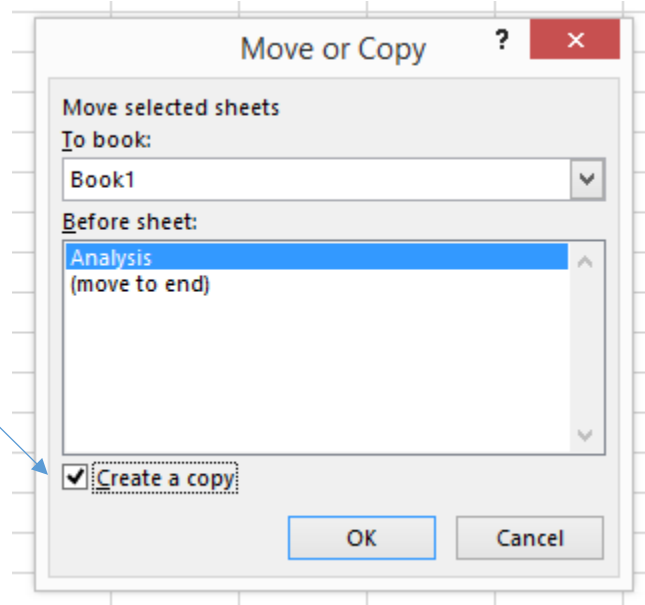 Move or Copy ? ×
Move selected sheets
To book:
Book1
Before sheet:
Analysis
(move to end)
Create a copy
OK Cancel